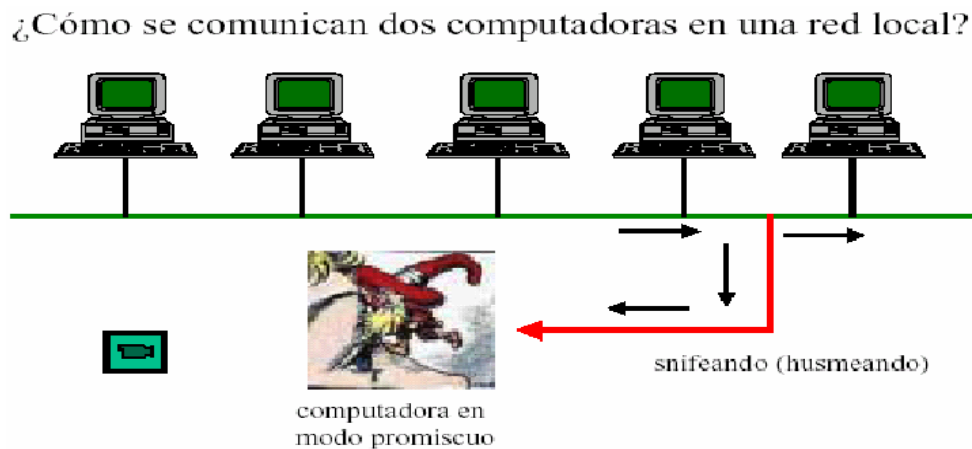 ¿Cómo se comunican dos computadoras en una red local?
snifeando (husmeando)
computadora en
modo promiscuo